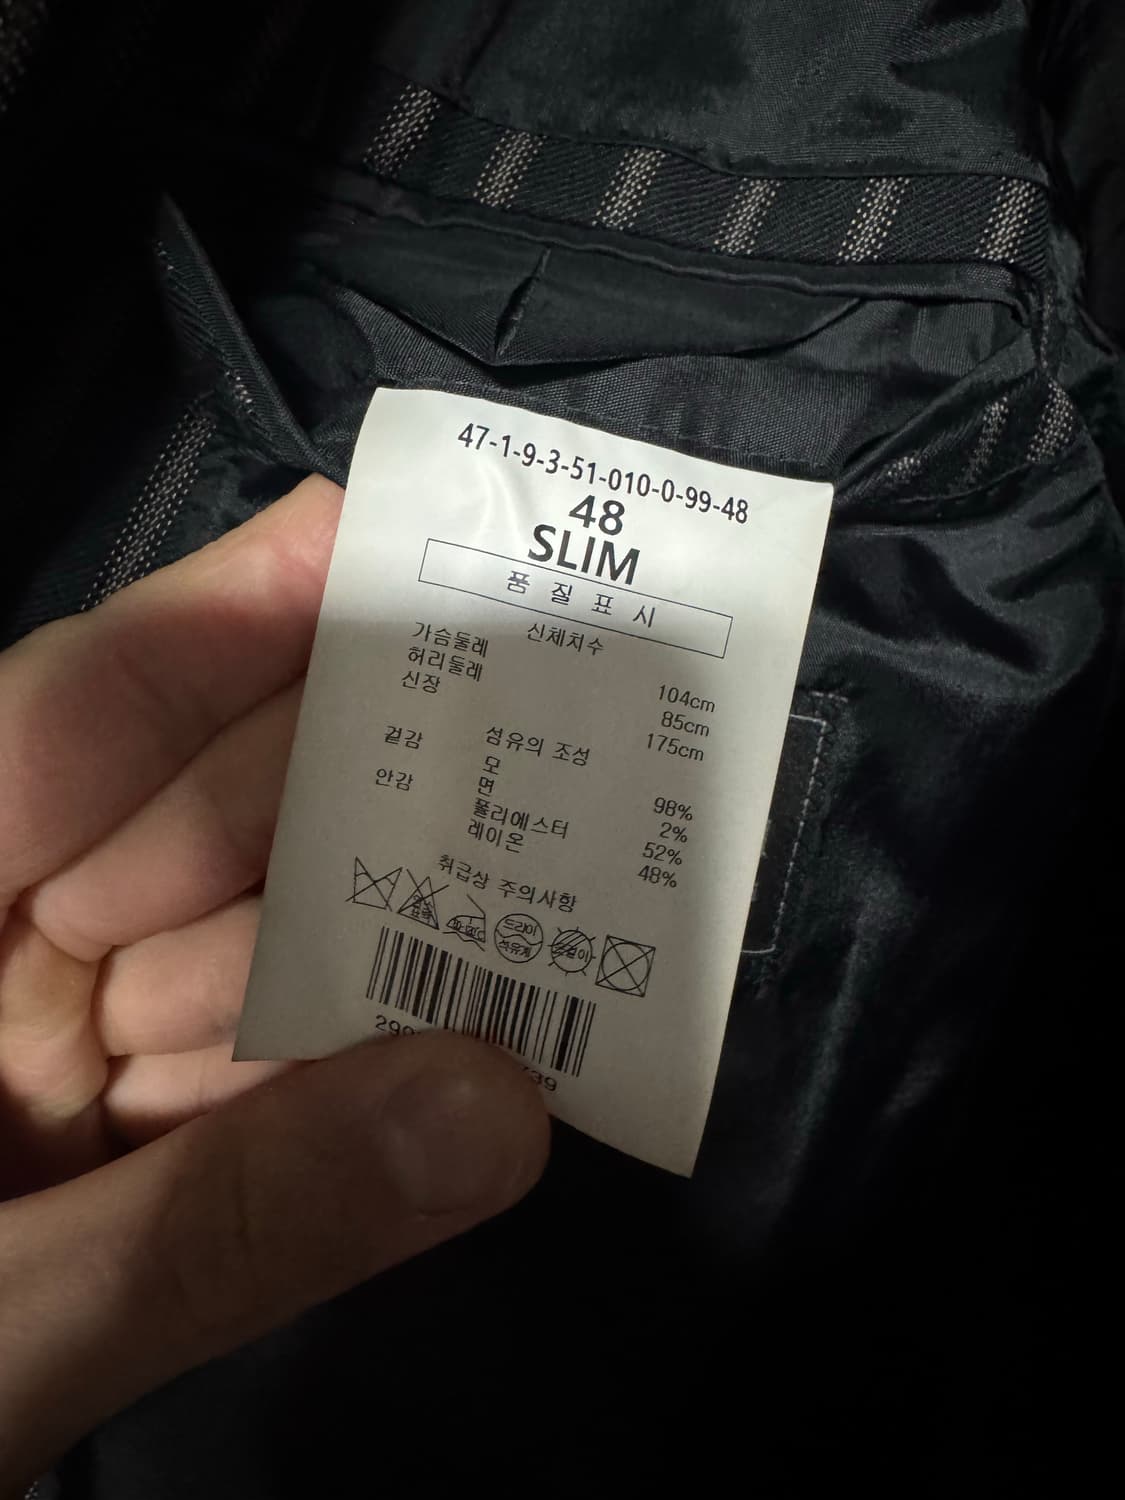 47-1-9-3-51-010-0-99-48
48
SLIM
품 질 표 시
신체치수
가슴둘레 104cm
허리둘레 85cm
신장 175cm
섬유의 조성
겉감 모 98%
면 2%
안감 폴리에스터 52%
레이온 48%
취급상 주의사항
드라이
석유계